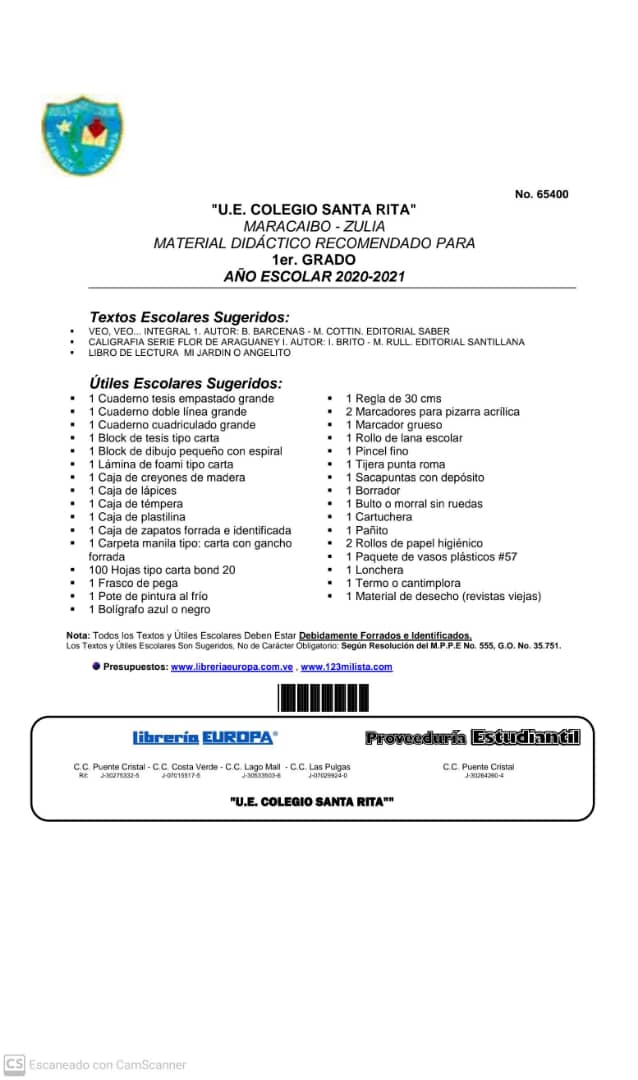 No. 65400
"U.E. COLEGIO SANTA RITA"
MARACAIBO - ZULIA
MATERIAL DIDÁCTICO RECOMENDADO PARA
1er. GRADO
AÑO ESCOLAR 2020-2021
Textos Escolares Sugeridos:
▪ VEO, VEO... INTEGRAL 1. AUTOR: B. BARCENAS - M. COTTIN. EDITORIAL SABER
▪ CALIGRAFIA SERIE FLOR DE ARAGUANEY I. AUTOR: I. BRITO - M. RULL. EDITORIAL SANTILLANA
▪ LIBRO DE LECTURA MI JARDIN O ANGELITO
Útiles Escolares Sugeridos:
▪ 1 Cuaderno tesis empastado grande
▪ 1 Cuaderno doble línea grande
▪ 1 Cuaderno cuadriculado grande
▪ 1 Block de tesis tipo carta
▪ 1 Block de dibujo pequeño con espiral
▪ 1 Lámina de foami tipo carta
▪ 1 Caja de creyones de madera
▪ 1 Caja de lápices
▪ 1 Caja de témpera
▪ 1 Caja de plastilina
▪ 1 Caja de zapatos forrada e identificada
▪ 1 Carpeta manila tipo: carta con gancho
forrada
▪ 100 Hojas tipo carta bond 20
▪ 1 Frasco de pega
▪ 1 Pote de pintura al frío
▪ 1 Bolígrafo azul o negro
▪ 1 Regla de 30 cms
▪ 2 Marcadores para pizarra acrílica
▪ 1 Marcador grueso
▪ 1 Rollo de lana escolar
▪ 1 Pincel fino
▪ 1 Tijera punta roma
▪ 1 Sacapuntas con depósito
▪ 1 Borrador
▪ 1 Bulto o morral sin ruedas
▪ 1 Cartuchera
▪ 1 Pañito
▪ 2 Rollos de papel higiénico
▪ 1 Paquete de vasos plásticos #57
▪ 1 Lonchera
▪ 1 Termo o cantimplora
▪ 1 Material de desecho (revistas viejas)
Nota: Todos los Textos y Útiles Escolares Deben Estar Debidamente Forrados e Identificados.
Los Textos y Útiles Escolares Son Sugeridos, No de Carácter Obligatorio: Según Resolución del M.P.P.E No. 555, G.O. No. 35.751.
Presupuestos: www.libreriaeuropa.com.ve , www.123milista.com
librería EUROPA®
Proveeduría Estudiantil
C.C. Puente Cristal - C.C. Costa Verde - C.C. Lago Mall - C.C. Las Pulgas
C.C. Puente Cristal
Rif: J-30275332-5 J-07015517-5 J-30533503-6 J-07029924-0
J-30264260-4
"U.E. COLEGIO SANTA RITA""
CS Escaneado con CamScanner